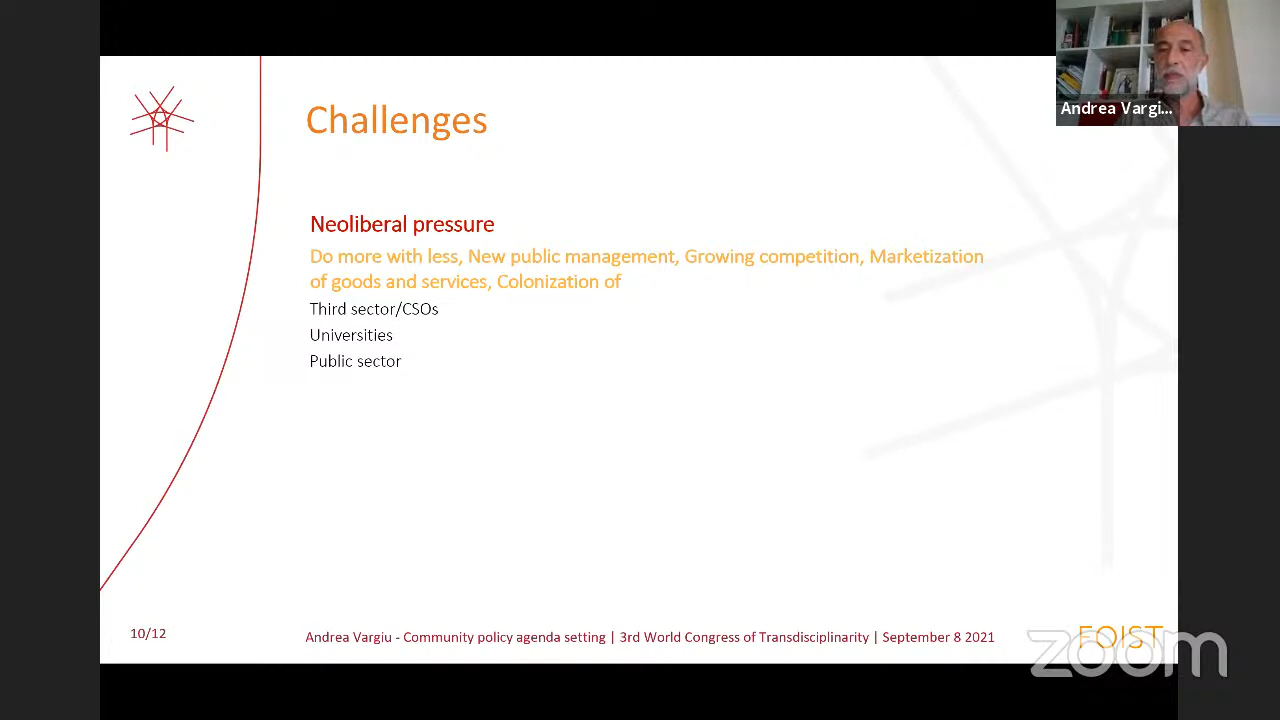 Andrea Vargi...
Challenges
Neoliberal pressure
Do more with less, New public management, Growing competition, Marketization
of goods and services, Colonization of
Third sector/CSOs
Universities
Public sector
10/12
Andrea Vargiu - Community policy agenda setting | 3rd World Congress of Transdisciplinarity | September 8 2021
FOIST
zoom